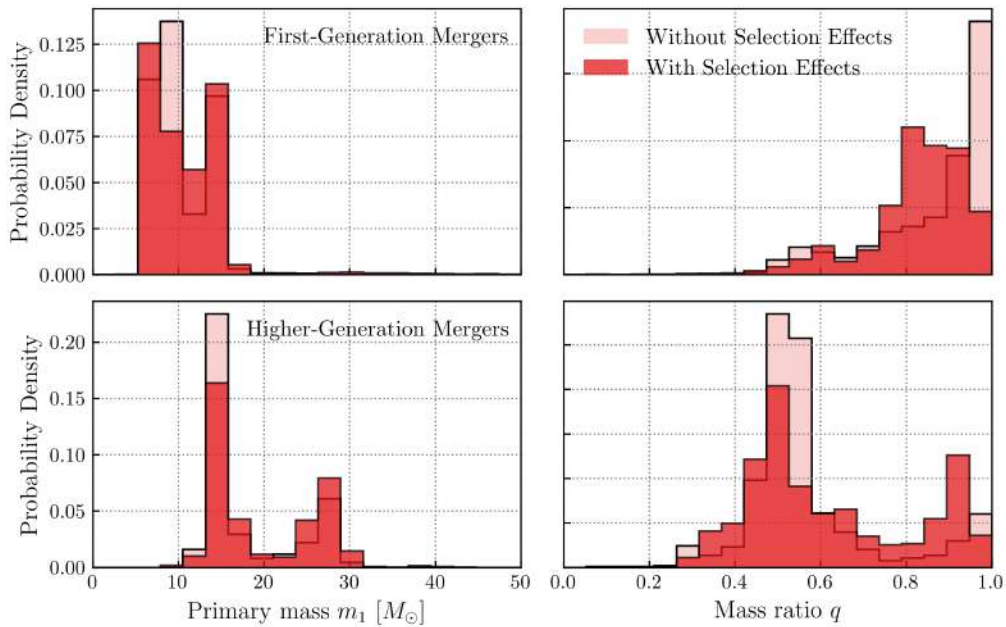 First-Generation Mergers
Without Selection Effects
With Selection Effects
Probability Density
0.125
0.100
0.075
0.050
0.025
0.000
Higher-Generation Mergers
Probability Density
0.20
0.15
0.10
0.05
0.00
0 10 20 30 40 50
Primary mass m₁ [M⊙]
0.0 0.2 0.4 0.6 0.8 1.0
Mass ratio q